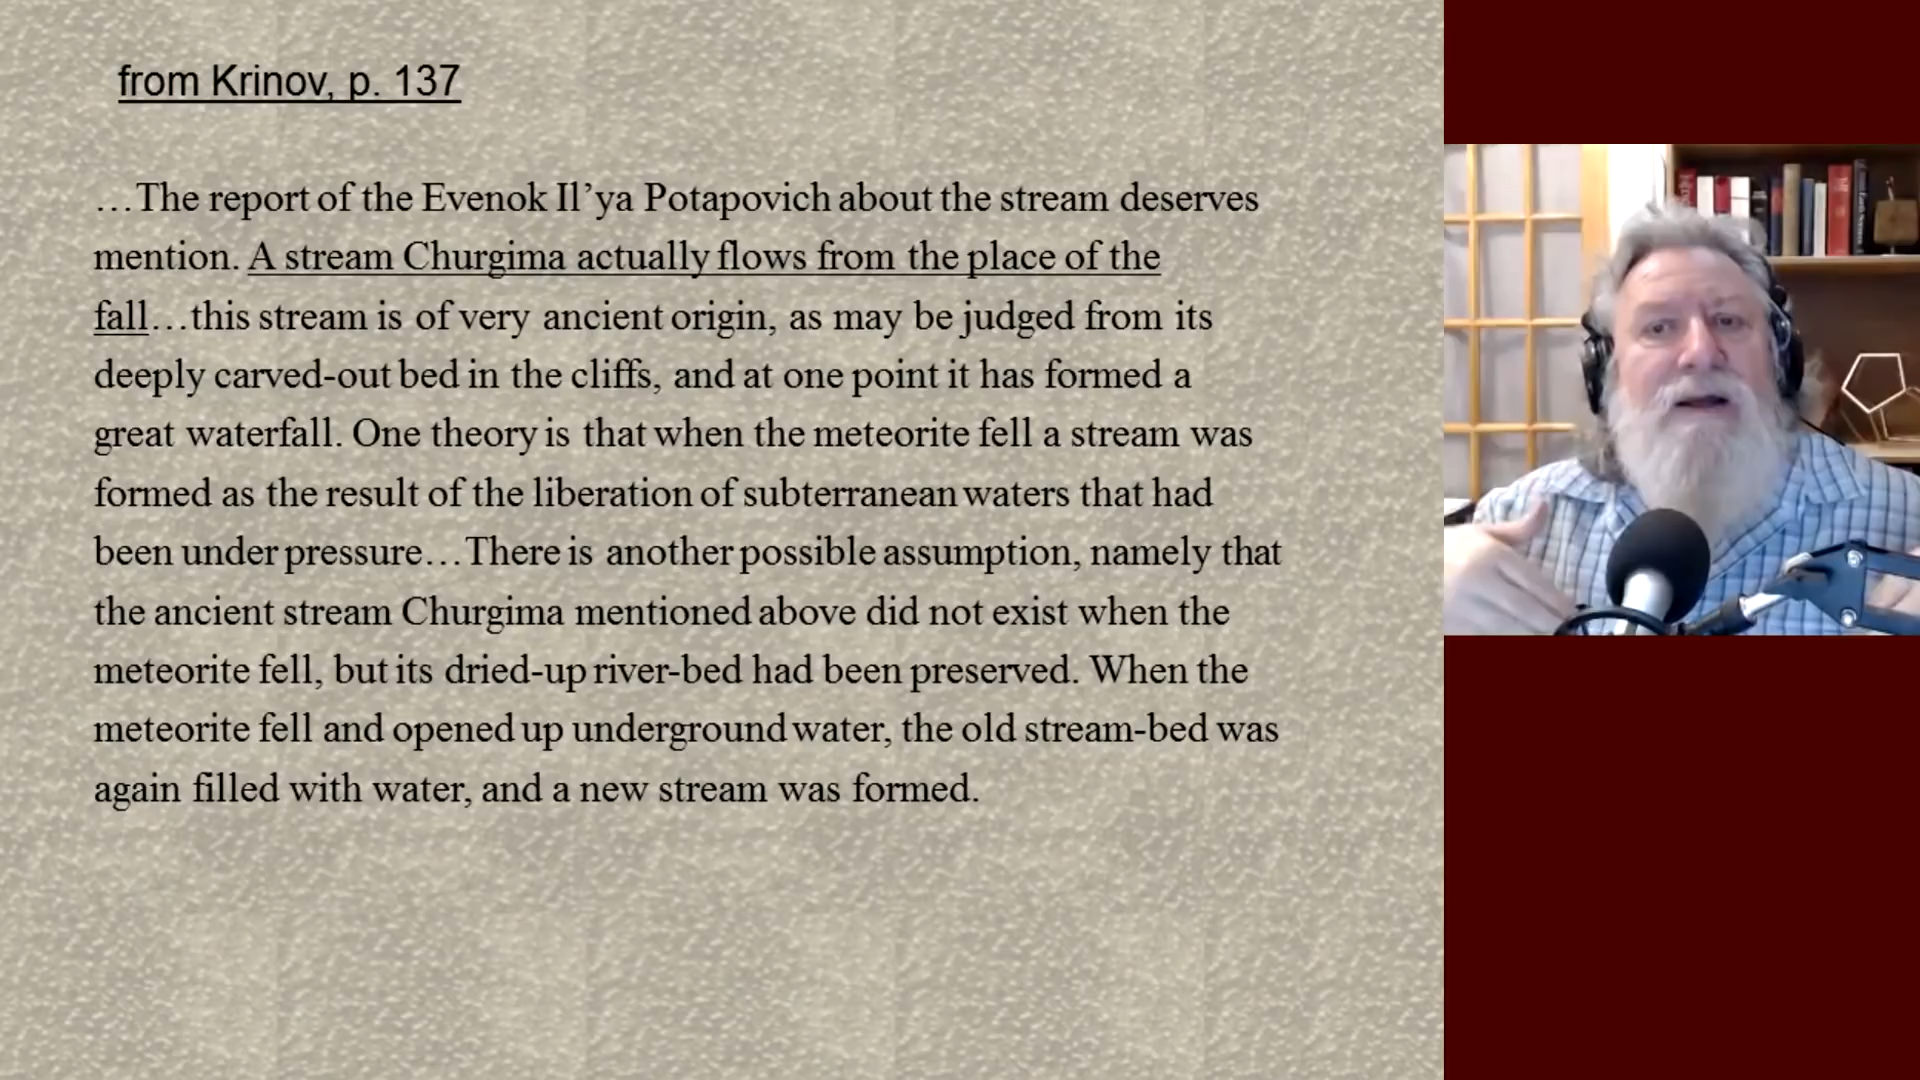 from Krinov, p. 137
…The report of the Evenok Il’ya Potapovich about the stream deserves
mention. A stream Churgima actually flows from the place of the
fall…this stream is of very ancient origin, as may be judged from its
deeply carved-out bed in the cliffs, and at one point it has formed a
great waterfall. One theory is that when the meteorite fell a stream was
formed as the result of the liberation of subterranean waters that had
been under pressure…There is another possible assumption, namely that
the ancient stream Churgima mentioned above did not exist when the
meteorite fell, but its dried-up river-bed had been preserved. When the
meteorite fell and opened up underground water, the old stream-bed was
again filled with water, and a new stream was formed.